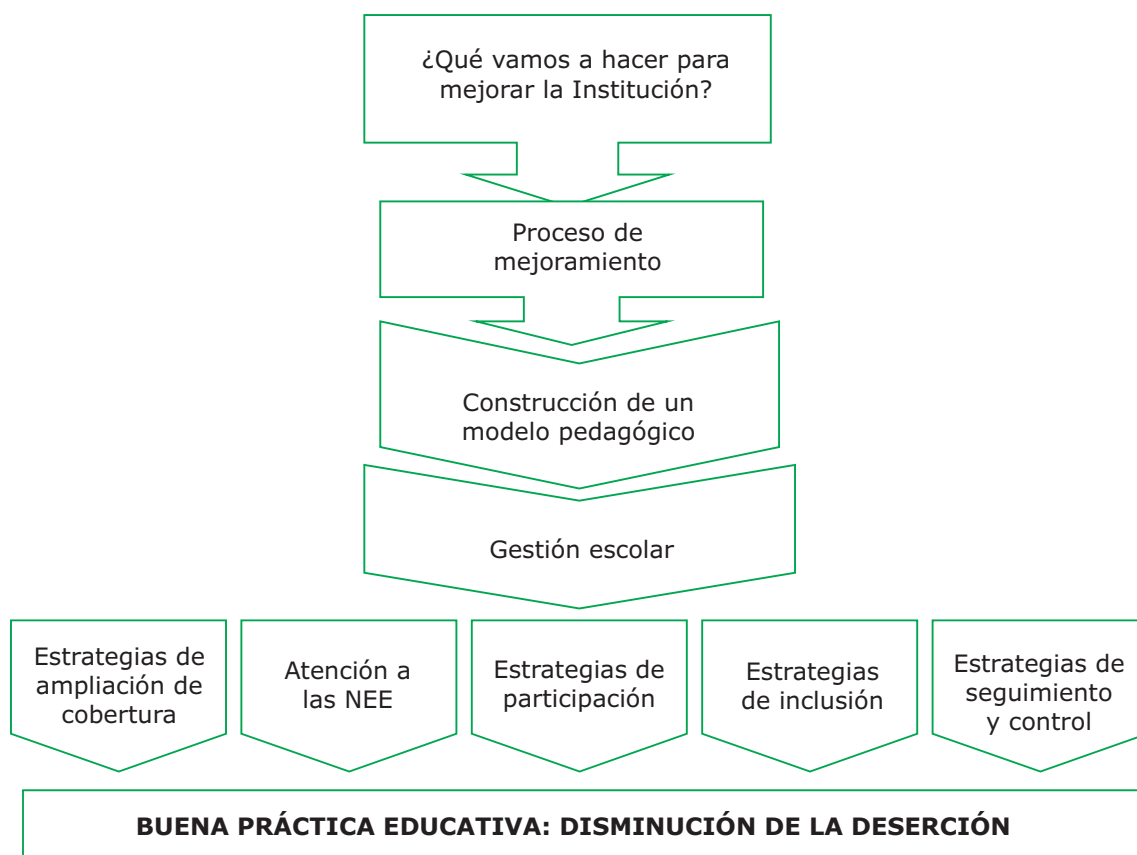 ¿Qué vamos a hacer para
mejorar la Institución?
Proceso de
mejoramiento
Construcción de un
modelo pedagógico
Gestión escolar
Estrategias de
ampliación de
cobertura
Atención a
las NEE
Estrategias de
participación
Estrategias
de inclusión
Estrategias de
seguimiento
y control
BUENA PRÁCTICA EDUCATIVA: DISMINUCIÓN DE LA DESERCIÓN